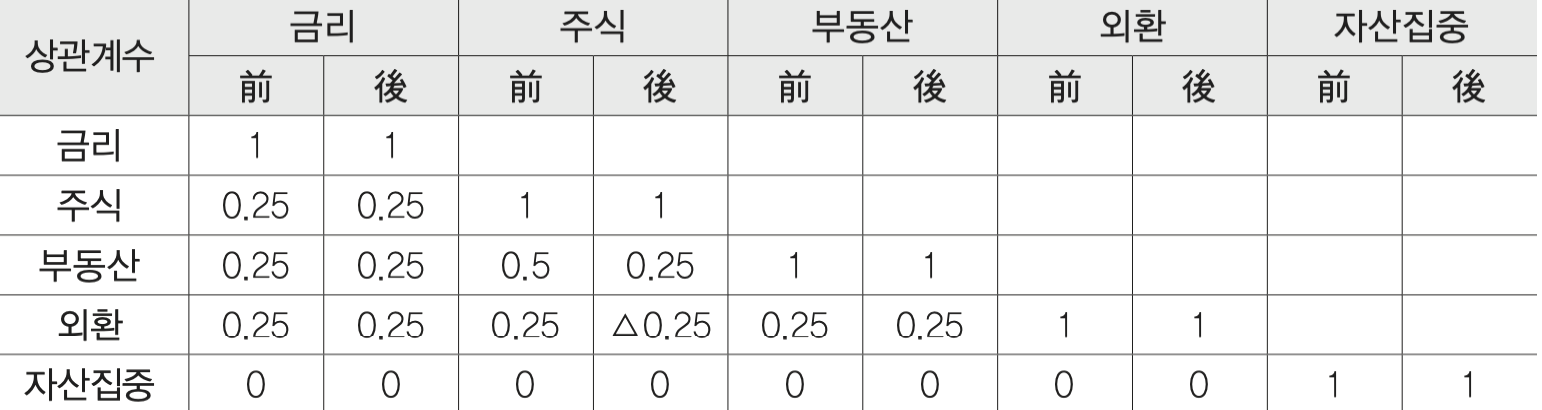 상관계수 금리 주식 부동산 외환 자산집중
前 後 前 後 前 後 前 後 前 後
금리 1 1
주식 0.25 0.25 1 1
부동산 0.25 0.25 0.5 0.25 1 1
외환 0.25 0.25 0.25 △0.25 0.25 0.25 1 1
자산집중 0 0 0 0 0 0 0 0 1 1